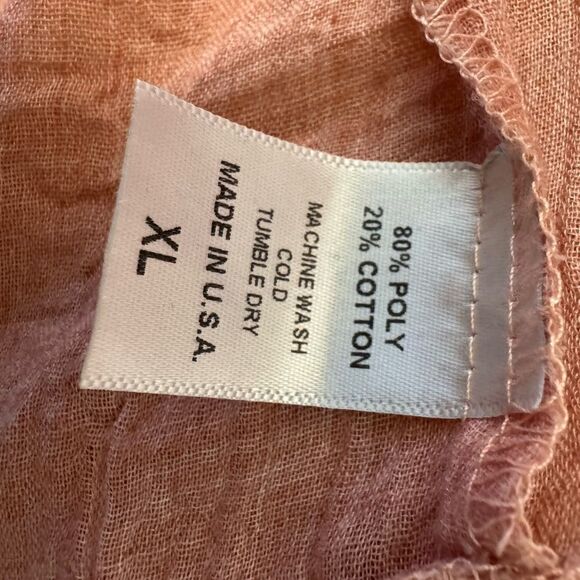 80% POLY
20% COTTON
MACHINE WASH
COLD
TUMBLE DRY
MADE IN U.S.A.
XL